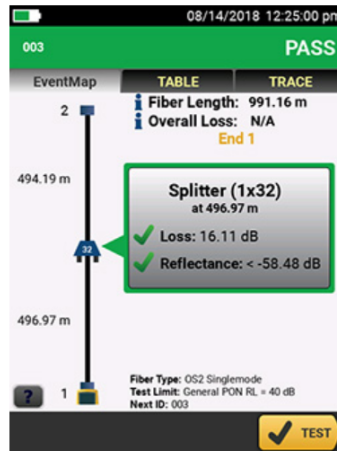 08/14/2018 12:25:00 pm
003 PASS
EventMap TABLE TRACE
Fiber Length: 991.16 m
Overall Loss: N/A
End 1
2
494.19 m
Splitter (1x32)
at 496.97 m
32
Loss: 16.11 dB
Reflectance: < -58.48 dB
496.97 m
Fiber Type: OS2 Singlemode
Test Limit: General PON RL = 40 dB
Next ID: 003
? 1
TEST